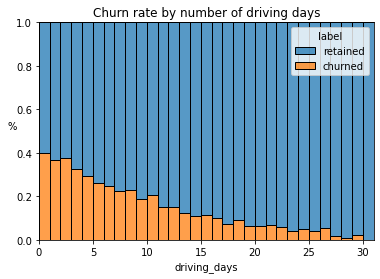 Churn rate by number of driving days
1.0
0.8
0.6
%
0.4
0.2
0.0
label
retained
churned
0 5 10 15 20 25 30
driving_days